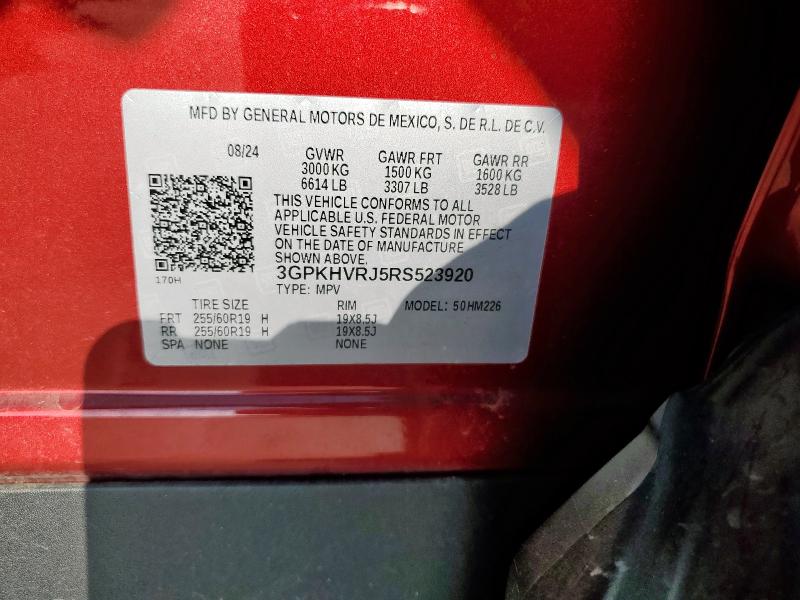 MFD BY GENERAL MOTORS DE MEXICO, S. DE R.L. DE C.V.
08/24 GVWR GAWR FRT GAWR RR
3000 KG 1500 KG 1600 KG
6614 LB 3307 LB 3528 LB
THIS VEHICLE CONFORMS TO ALL
APPLICABLE U.S. FEDERAL MOTOR
VEHICLE SAFETY STANDARDS IN EFFECT
ON THE DATE OF MANUFACTURE
SHOWN ABOVE.
170H
3GPKHVRJ5RS523920
TYPE: MPV
TIRE SIZE RIM MODEL: 50HM226
FRT 255/60R19 H 19X8.5J
RR 255/60R19 H 19X8.5J
SPA NONE NONE